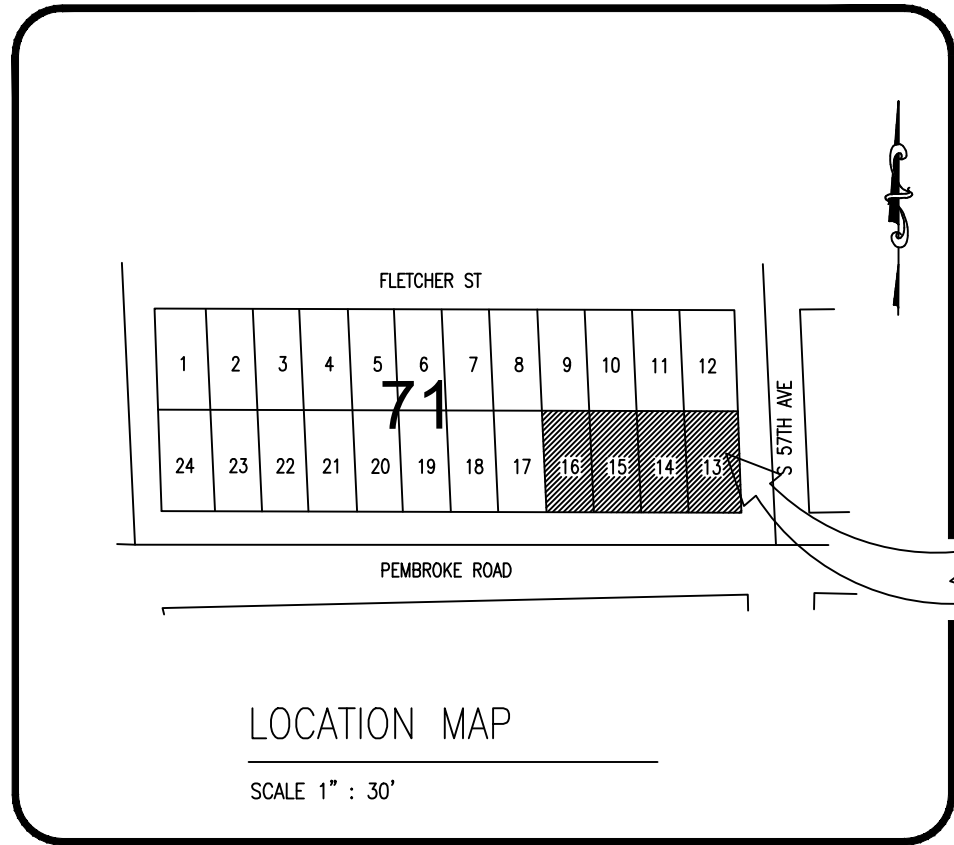 FLETCHER ST
1 2 3 4 5 6 7 8 9 10 11 12
71
S 57TH AVE
24 23 22 21 20 19 18 17 16 15 14 13
PEMBROKE ROAD
LOCATION MAP
SCALE 1" : 30'